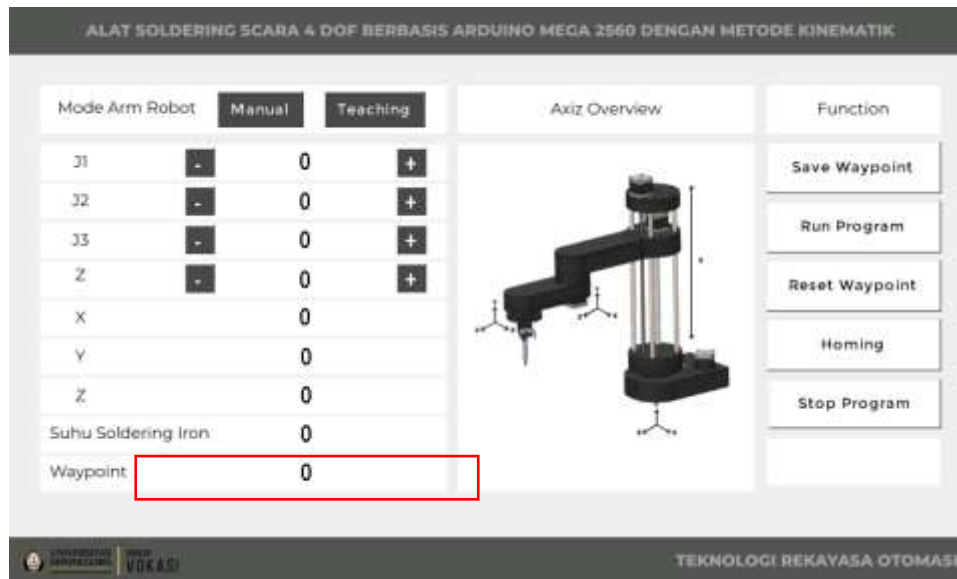 ALAT SOLDERING SCARA 4 DOF BERBASIS ARDUINO MEGA 2560 DENGAN METODE KINEMATIK
Mode Arm Robot Manual Teaching
J1 - 0 +
J2 - 0 +
J3 - 0 +
Z - 0 +
X 0
Y 0
Z 0
Suhu Soldering Iron 0
Waypoint 0
Axiz Overview
Function
Save Waypoint
Run Program
Reset Waypoint
Homing
Stop Program
VOKASI
TEKNOLOGI REKAYASA OTOMASI